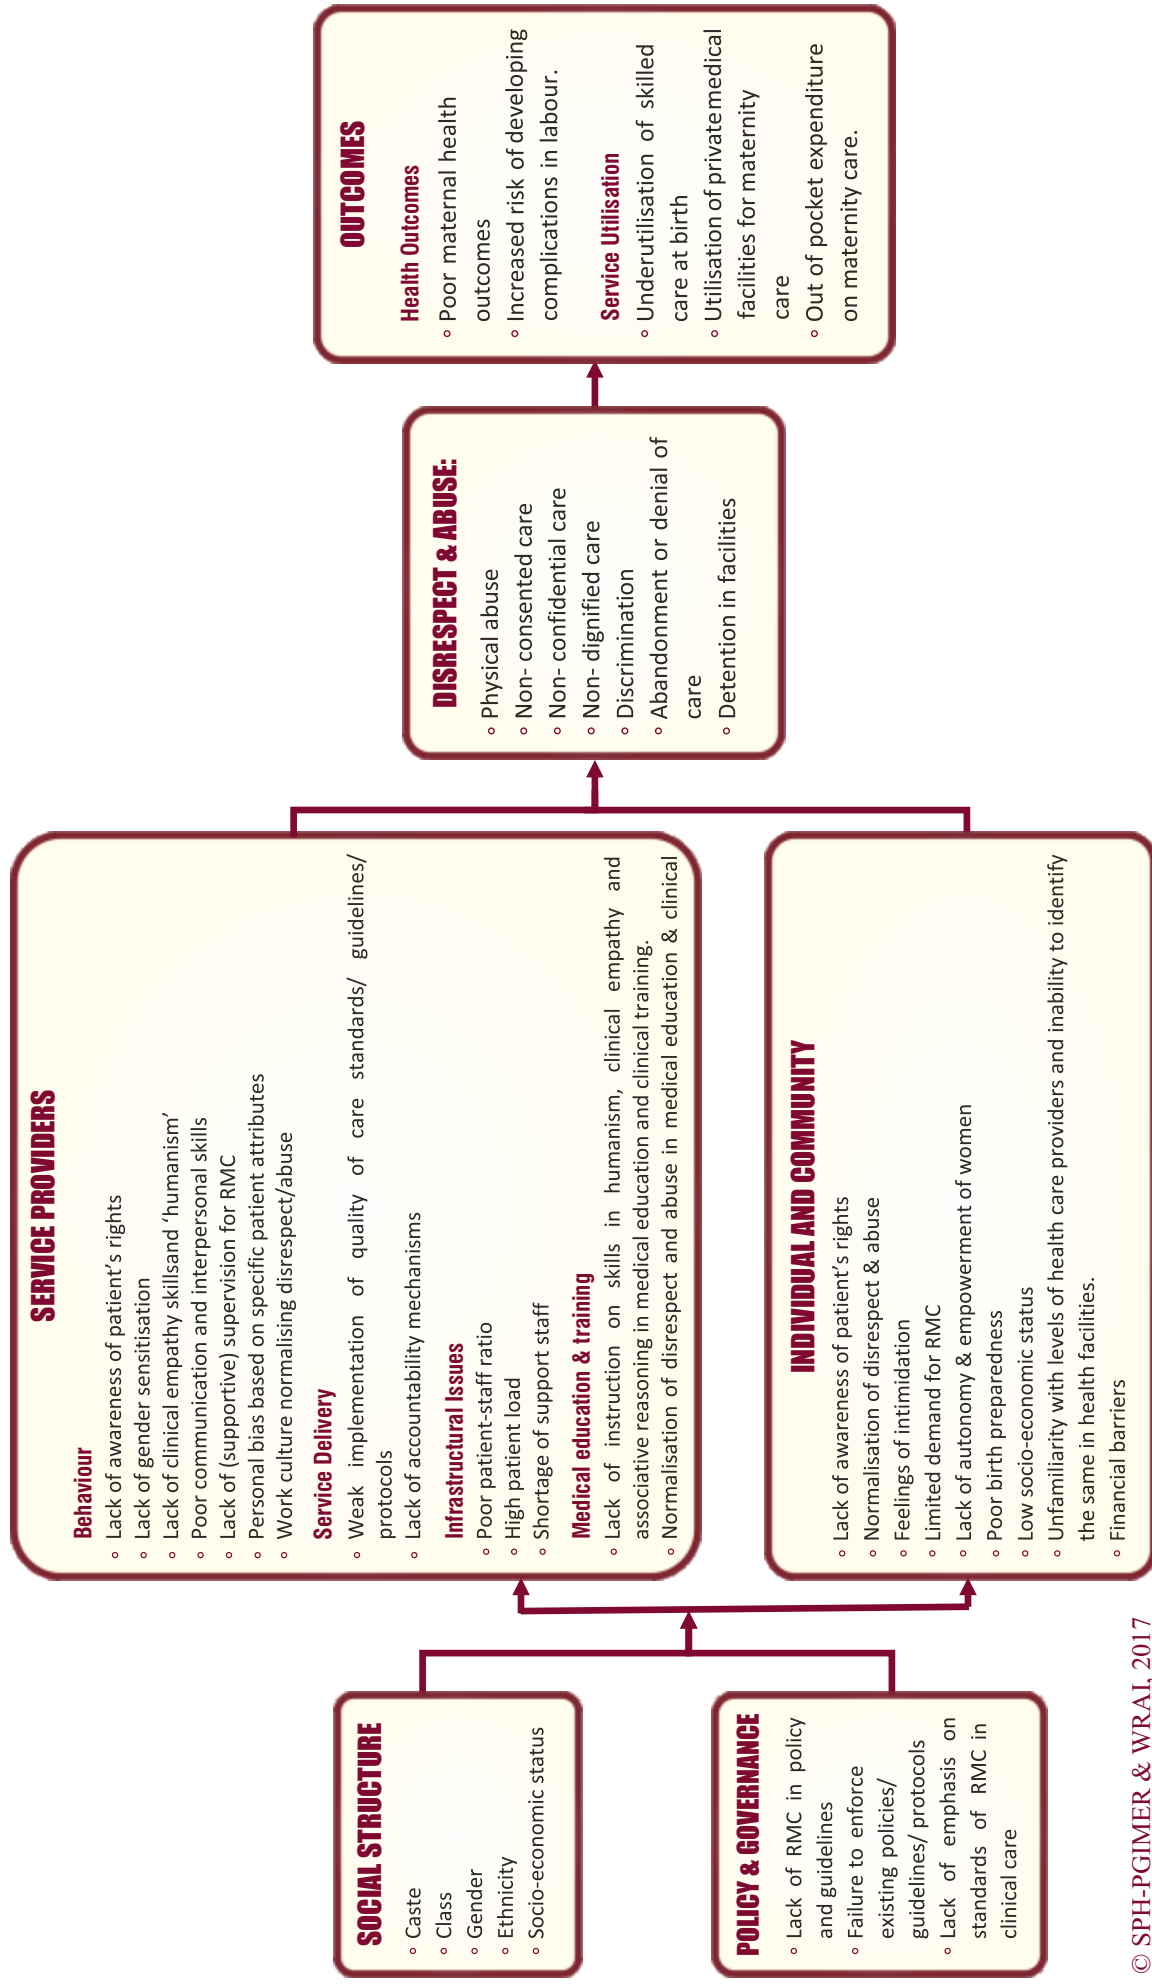 SOCIAL STRUCTURE
◦ Caste
◦ Class
◦ Gender
◦ Ethnicity
◦ Socio-economic status
POLICY & GOVERNANCE
◦ Lack of RMC in policy
and guidelines
◦ Failure to enforce
existing policies/
guidelines/ protocols
◦ Lack of emphasis on
standards of RMC in
clinical care
SERVICE PROVIDERS
Behaviour
◦ Lack of awareness of patient's rights
◦ Lack of gender sensitisation
◦ Lack of clinical empathy skillsand 'humanism'
◦ Poor communication and interpersonal skills
◦ Lack of (supportive) supervision for RMC
◦ Personal bias based on specific patient attributes
◦ Work culture normalising disrespect/abuse
Service Delivery
◦ Weak implementation of quality of care standards/ guidelines/
protocols
◦ Lack of accountability mechanisms
Infrastructural Issues
◦ Poor patient-staff ratio
◦ High patient load
◦ Shortage of support staff
Medical education & training
◦ Lack of instruction on skills in humanism, clinical empathy and
associative reasoning in medical education and clinical training.
◦ Normalisation of disrespect and abuse in medical education & clinical
INDIVIDUAL AND COMMUNITY
◦ Lack of awareness of patient's rights
◦ Normalisation of disrespect & abuse
◦ Feelings of intimidation
◦ Limited demand for RMC
◦ Lack of autonomy & empowerment of women
◦ Poor birth preparedness
◦ Low socio-economic status
◦ Unfamiliarity with levels of health care providers and inability to identify
the same in health facilities.
◦ Financial barriers
DISRESPECT & ABUSE:
◦ Physical abuse
◦ Non- consented care
◦ Non- confidential care
◦ Non- dignified care
◦ Discrimination
◦ Abandonment or denial of
care
◦ Detention in facilities
OUTCOMES
Health Outcomes
◦ Poor maternal health
outcomes
◦ Increased risk of developing
complications in labour.
Service Utilisation
◦ Underutilisation of skilled
care at birth
◦ Utilisation of private medical
facilities for maternity
care
◦ Out of pocket expenditure
on maternity care.
© SPH-PGIMER & WRAI, 2017